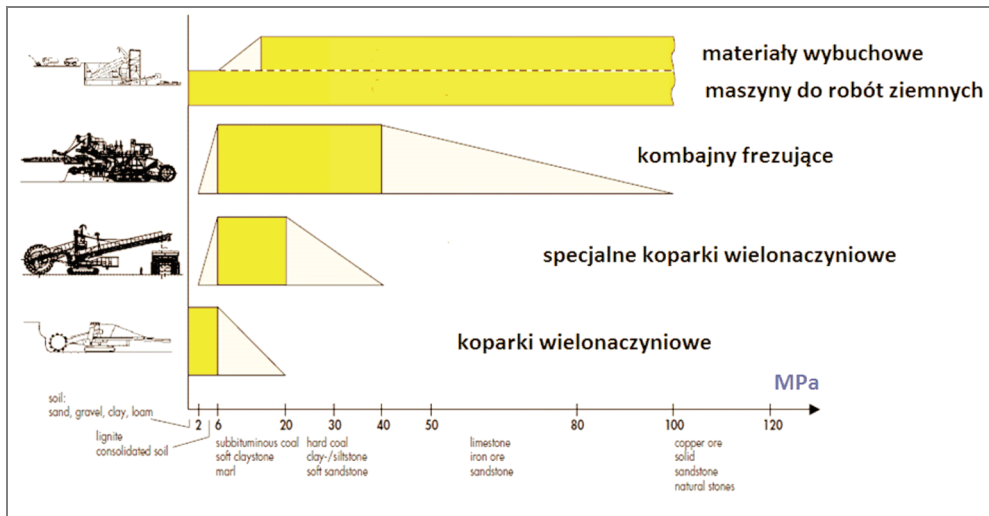 materiały wybuchowe
maszyny do robót ziemnych
kombajny frezujące
specjalne koparki wielonaczyniowe
koparki wielonaczyniowe
MPa
soil:
sand, gravel, clay, loam
lignite
consolidated soil
2 6 20 30 40 50 80 100 120
subbituminous coal
soft claystone
marl
hard coal
clay-/siltstone
soft sandstone
limestone
iron ore
sandstone
copper ore
solid
sandstone
natural stones